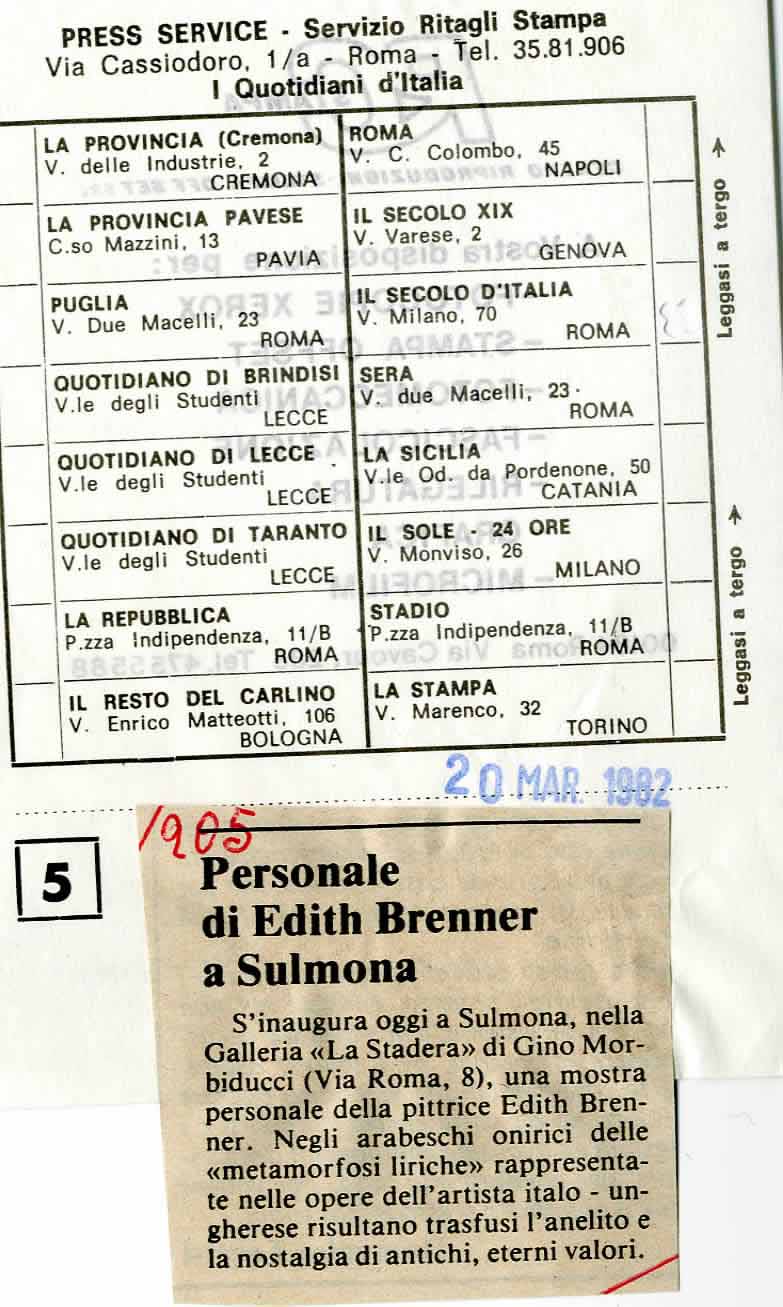 PRESS SERVICE - Servizio Ritagli Stampa
Via Cassiodoro, 1/a - Roma - Tel. 35.81.906
I Quotidiani d'Italia
LA PROVINCIA (Cremona)
V. delle Industrie, 2
CREMONA
LA PROVINCIA PAVESE
C.so Mazzini, 13
PAVIA
PUGLIA
V. Due Macelli, 23
ROMA
QUOTIDIANO DI BRINDISI
V.le degli Studenti
LECCE
QUOTIDIANO DI LECCE
V.le degli Studenti
LECCE
QUOTIDIANO DI TARANTO
V.le degli Studenti
LECCE
LA REPUBBLICA
P.zza Indipendenza, 11/B
ROMA
IL RESTO DEL CARLINO
V. Enrico Matteotti, 106
BOLOGNA
ROMA
V. C. Colombo, 45
NAPOLI
IL SECOLO XIX
V. Varese, 2
GENOVA
IL SECOLO D'ITALIA
V. Milano, 70
ROMA
SERA
V. due Macelli, 23
ROMA
LA SICILIA
V.le Od. da Pordenone, 50
CATANIA
IL SOLE - 24 ORE
V. Monviso, 26
MILANO
STADIO
P.zza Indipendenza, 11/B
ROMA
LA STAMPA
V. Marenco, 32
TORINO
Leggasi a tergo →
Leggasi a tergo →
20 MAR. 1982
5
1905
Personale
di Edith Brenner
a Sulmona
S'inaugura oggi a Sulmona, nella
Galleria «La Stadera» di Gino Mor-
biducci (Via Roma, 8), una mostra
personale della pittrice Edith Bren-
ner. Negli arabeschi onirici delle
«metamorfosi liriche» rappresenta-
te nelle opere dell'artista italo - un-
gherese risultano trasfusi l'anelito e
la nostalgia di antichi, eterni valori.